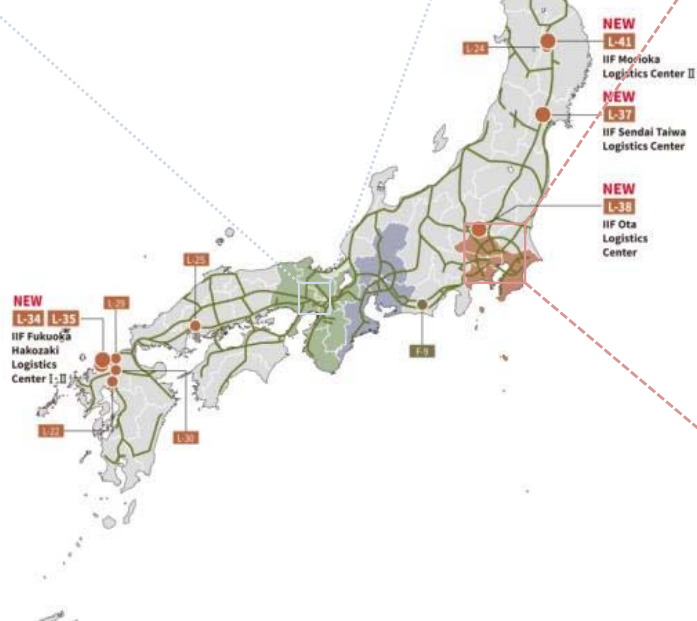 NEW
L-41
L-24
IIF Morioka
Logistics Center Ⅱ
NEW
L-37
IIF Sendai Taiwa
Logistics Center
NEW
L-38
IIF Ota
Logistics
Center
L-25
NEW
L-34 L-35
L-29
IIF Fukuoka
Hakozaki
Logistics
Center Ⅰ·Ⅱ
F-9
L-22
L-30